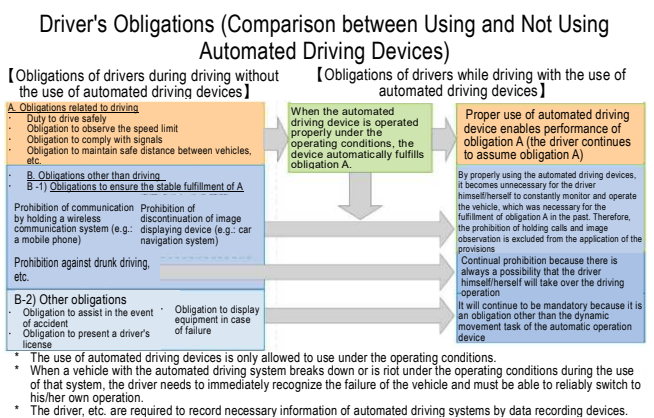 Driver's Obligations (Comparison between Using and Not Using
Automated Driving Devices)
【Obligations of drivers during driving without
the use of automated driving devices】
【Obligations of drivers while driving with the use of
automated driving devices】
A. Obligations related to driving
· Duty to drive safely
· Obligation to observe the speed limit
· Obligation to comply with signals
· Obligation to maintain safe distance between vehicles,
etc.
When the automated
driving device is operated
properly under the
operating conditions, the
device automatically fulfills
obligation A.
Proper use of automated driving
device enables performance of
obligation A (the driver continues
to assume obligation A)
· B. Obligations other than driving
· B -1) Obligations to ensure the stable fulfillment of A
Prohibition of communication
by holding a wireless
communication system (e.g.:
a mobile phone)
Prohibition of
discontinuation of image
displaying device (e.g.: car
navigation system)
By properly using the automated driving devices,
it becomes unnecessary for the driver
himself/herself to constantly monitor and operate
the vehicle, which was necessary for the
fulfillment of obligation A in the past. Therefore,
the prohibition of holding calls and image
observation is excluded from the application of the
provisions
Prohibition against drunk driving,
etc.
Continual prohibition because there is
always a possibility that the driver
himself/herself will take over the driving
operation
B-2) Other obligations
· Obligation to assist in the event
of accident
· Obligation to present a driver's
license
· Obligation to display
equipment in case
of failure
It will continue to be mandatory because it is
an obligation other than the dynamic
movement task of the automatic operation
device
* The use of automated driving devices is only allowed to use under the operating conditions.
* When a vehicle with the automated driving system breaks down or is riot under the operating conditions during the use
of that system, the driver needs to immediately recognize the failure of the vehicle and must be able to reliably switch to
his/her own operation.
* The driver, etc. are required to record necessary information of automated driving systems by data recording devices.